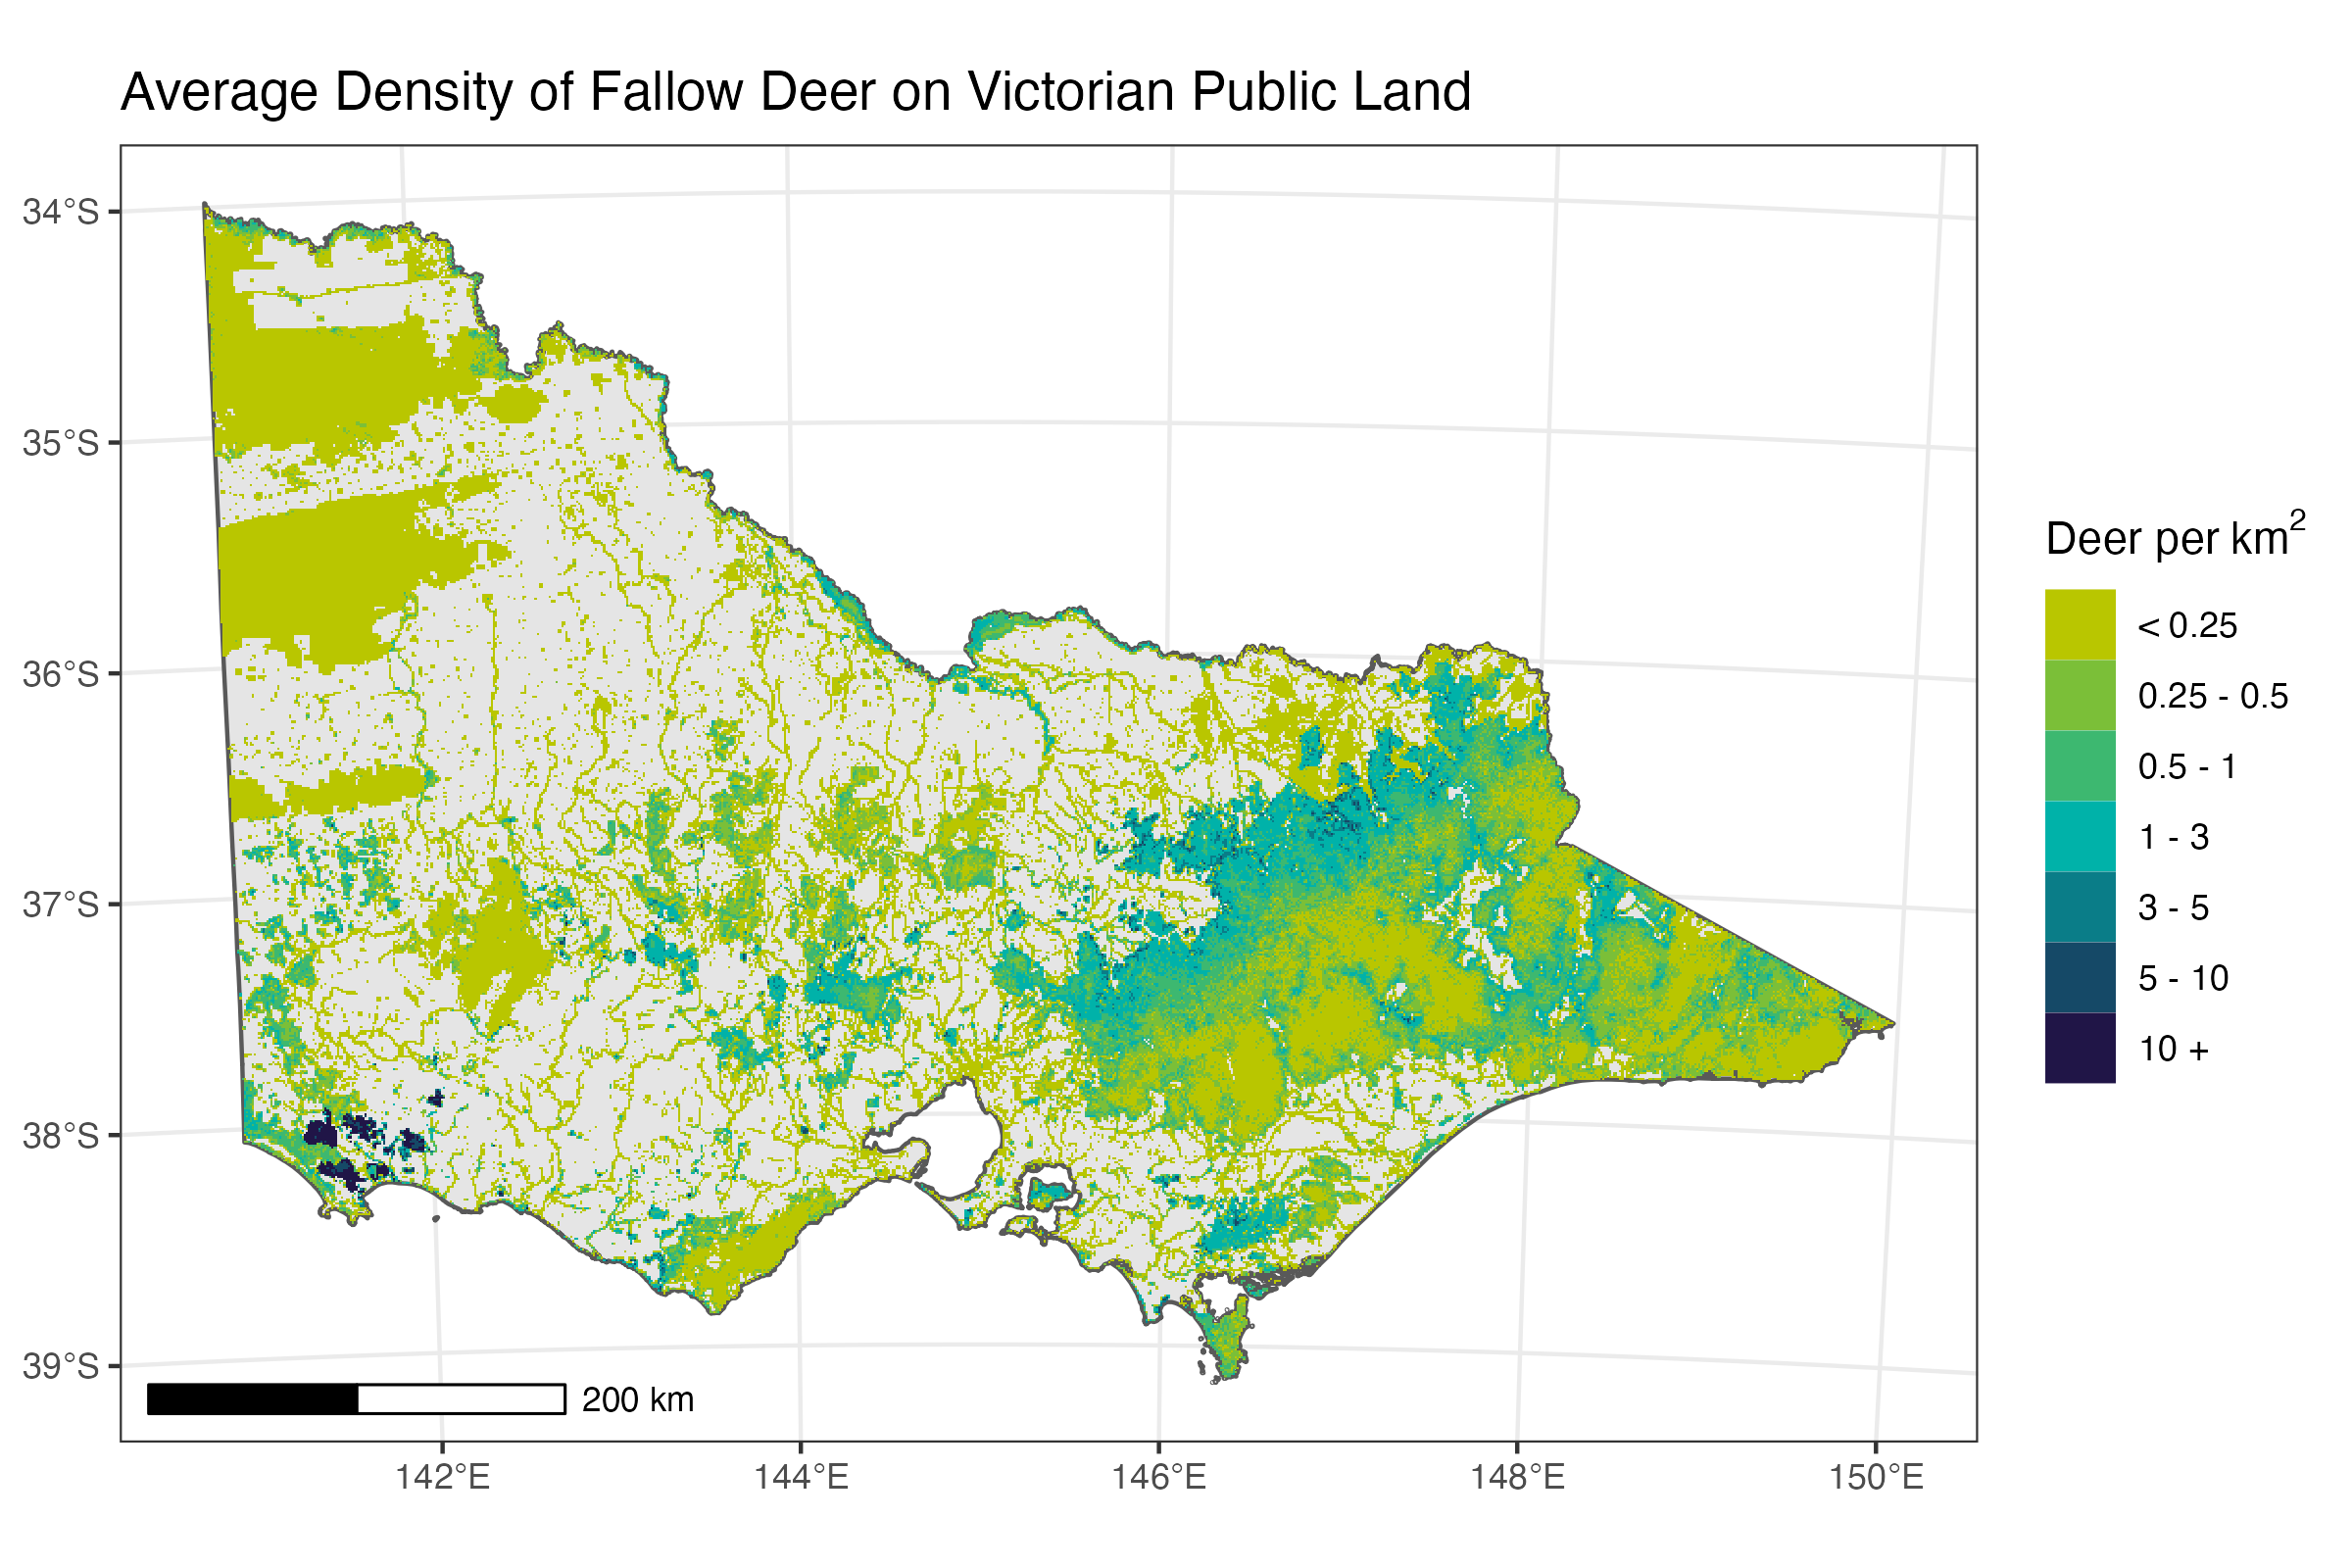 Average Density of Fallow Deer on Victorian Public Land
34°S
35°S
36°S
37°S
38°S
39°S
200 km
142°E
144°E
146°E
148°E
150°E
Deer per km²
< 0.25
0.25 - 0.5
0.5 - 1
1 - 3
3 - 5
5 - 10
10 +